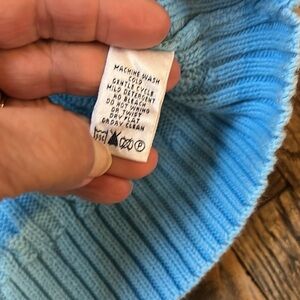 MACHINE WASH
COLD
GENTLE CYCLE
MILD DETERGENT
NO BLEACH
DO NOT WRING
OR TWIST
DRY FLAT
OR DRY CLEAN
P